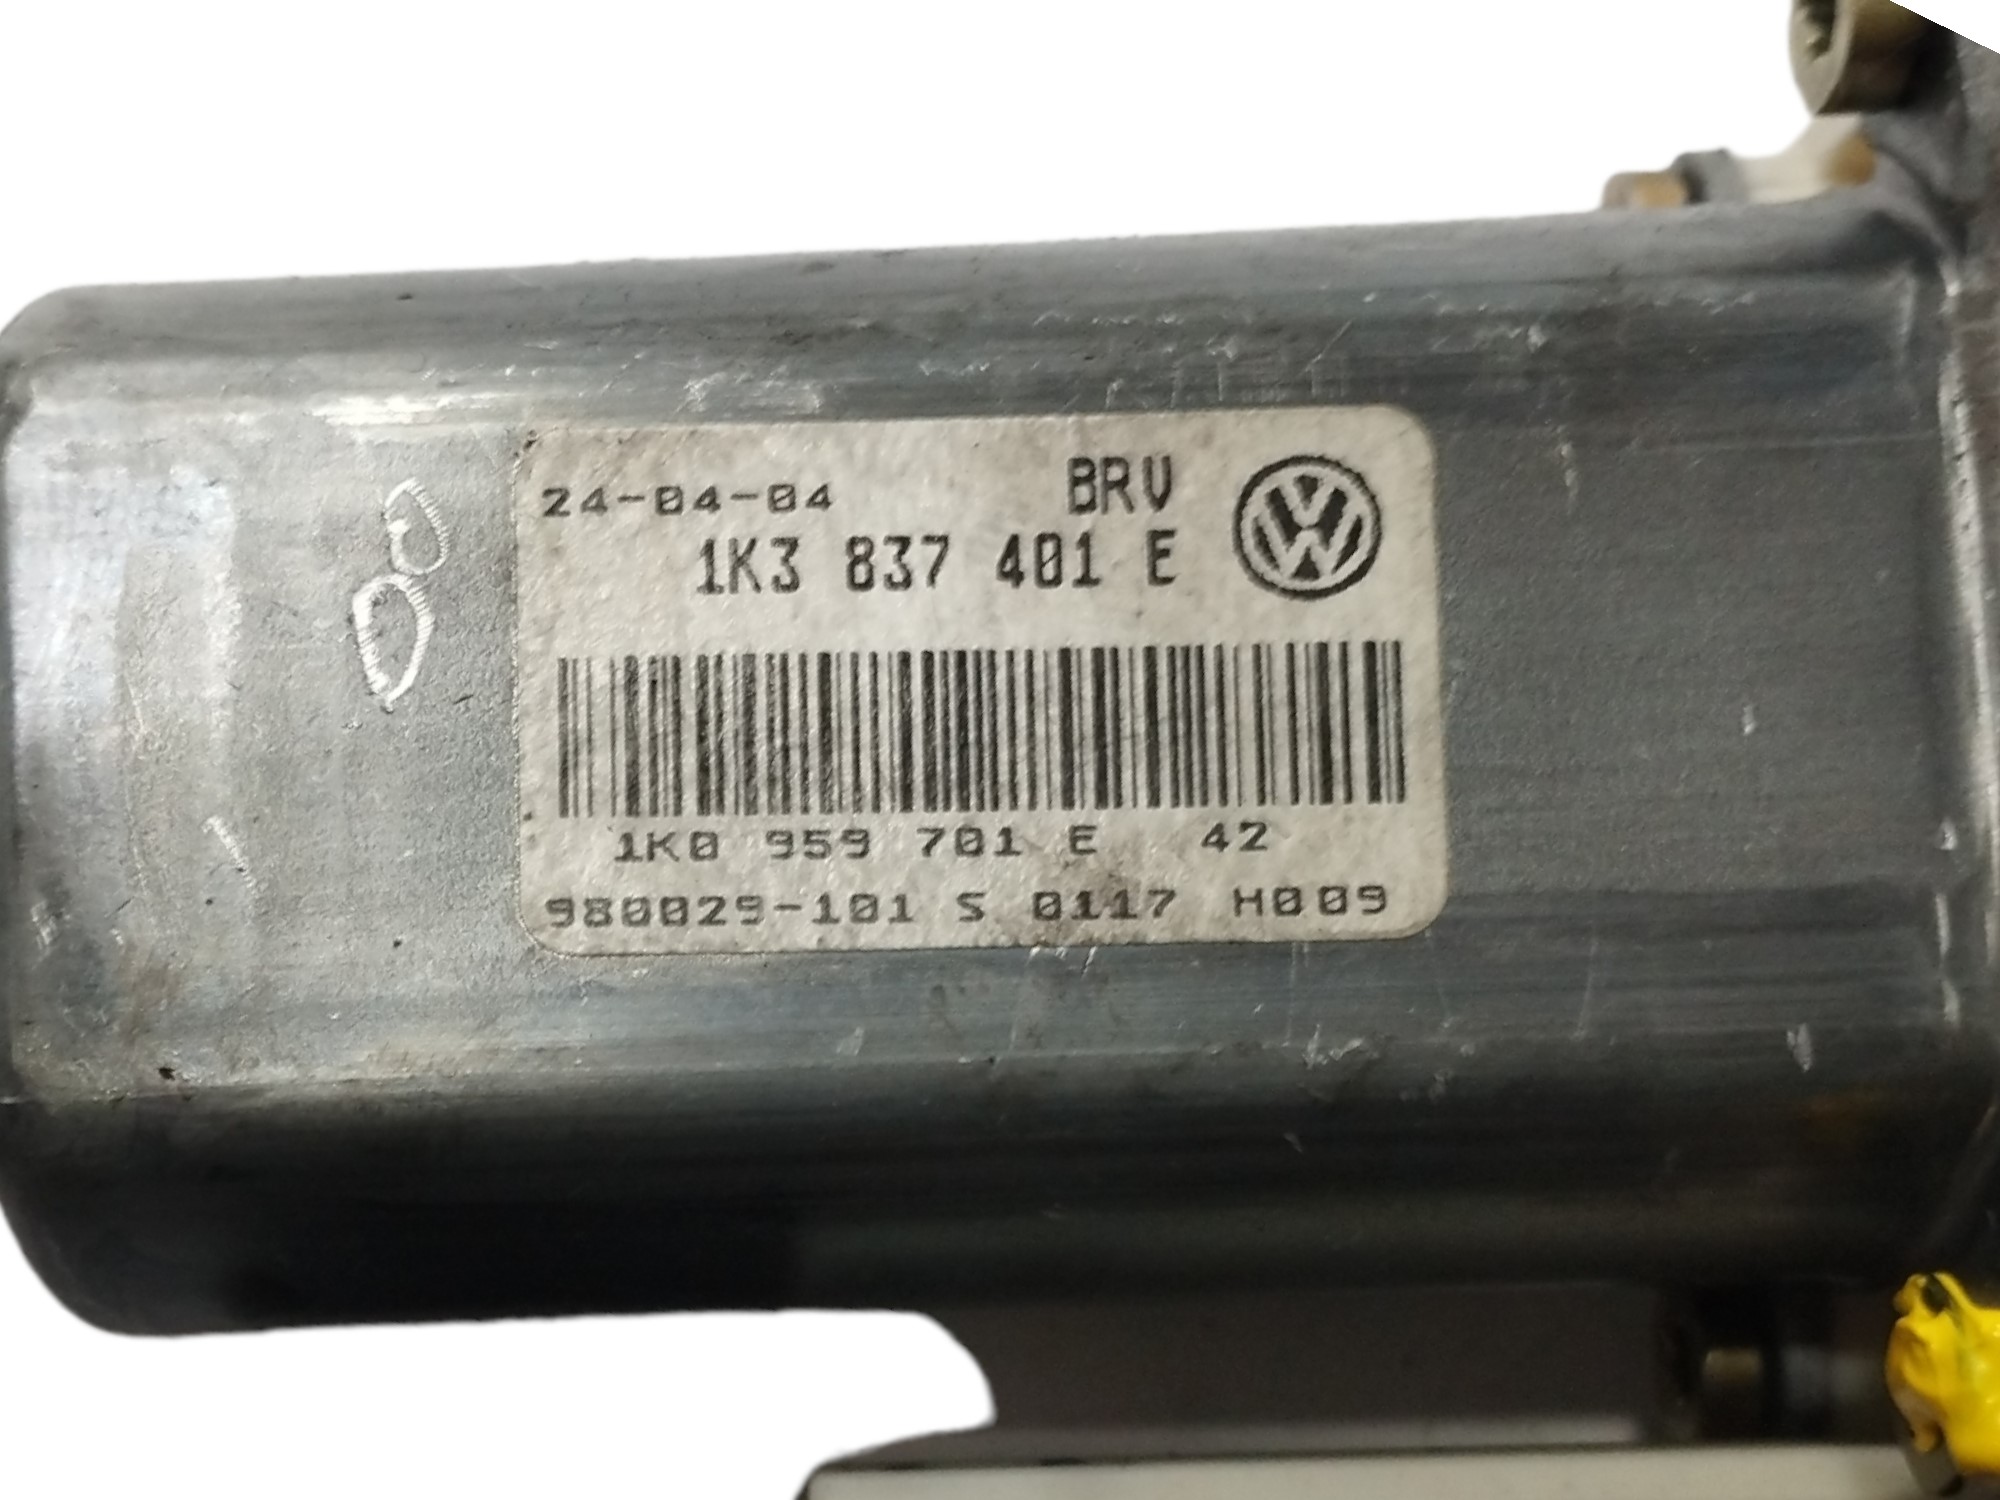 24-04-04 BRV
1K3 837 401 E
1K0 959 701 E 42
980029-101 S 0117 H009